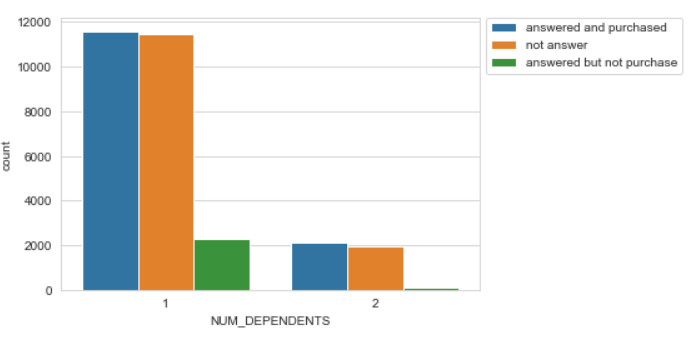 12000
10000
8000
6000
4000
2000
0
count
1
2
NUM_DEPENDENTS
answered and purchased
not answer
answered but not purchase